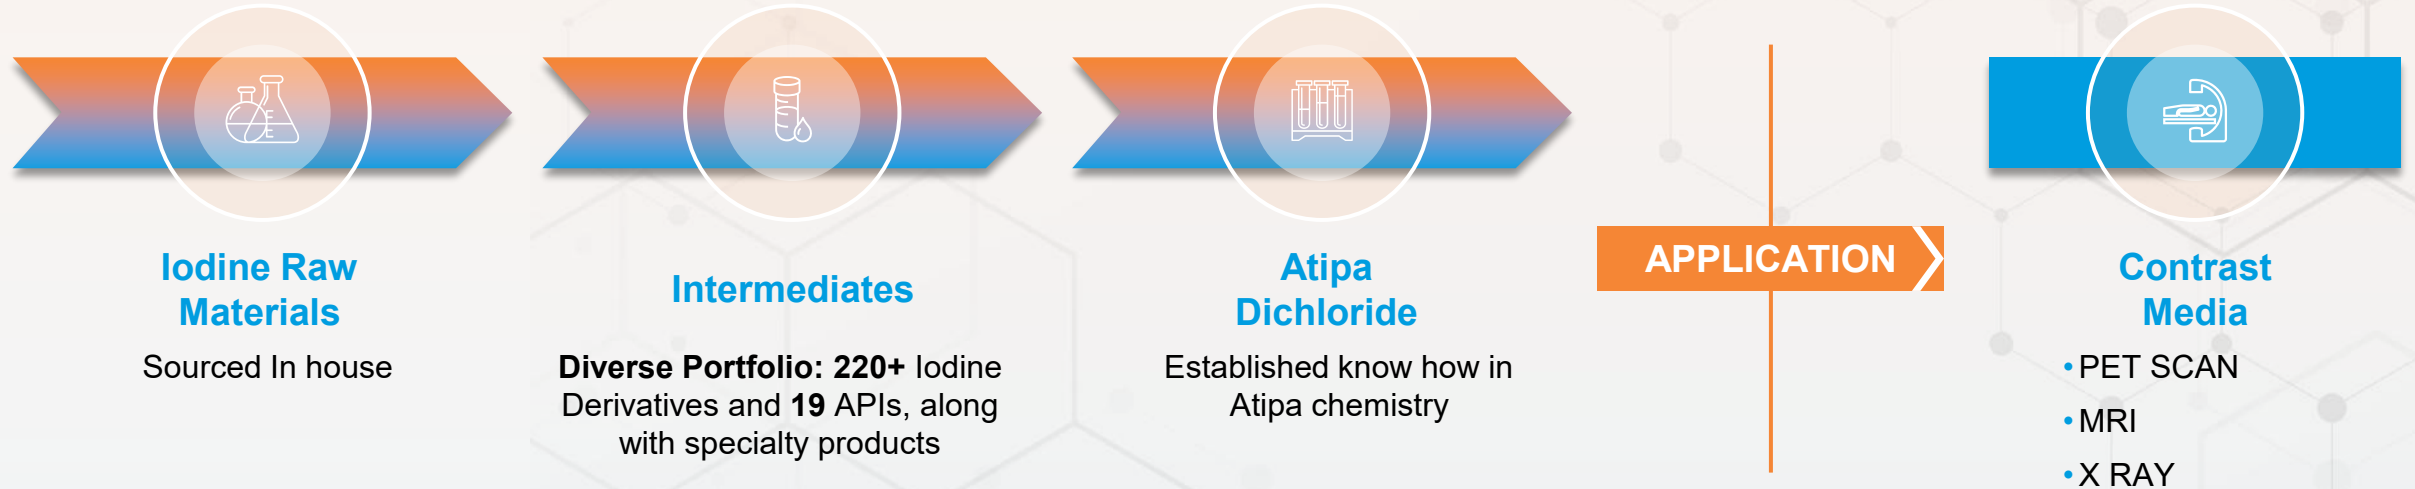 Iodine Raw
Materials
Sourced In house
Intermediates
Diverse Portfolio: 220+ Iodine
Derivatives and 19 APIs, along
with specialty products
Atipa
Dichloride
Established know how in
Atipa chemistry
APPLICATION
Contrast
Media
• PET SCAN
• MRI
• X RAY